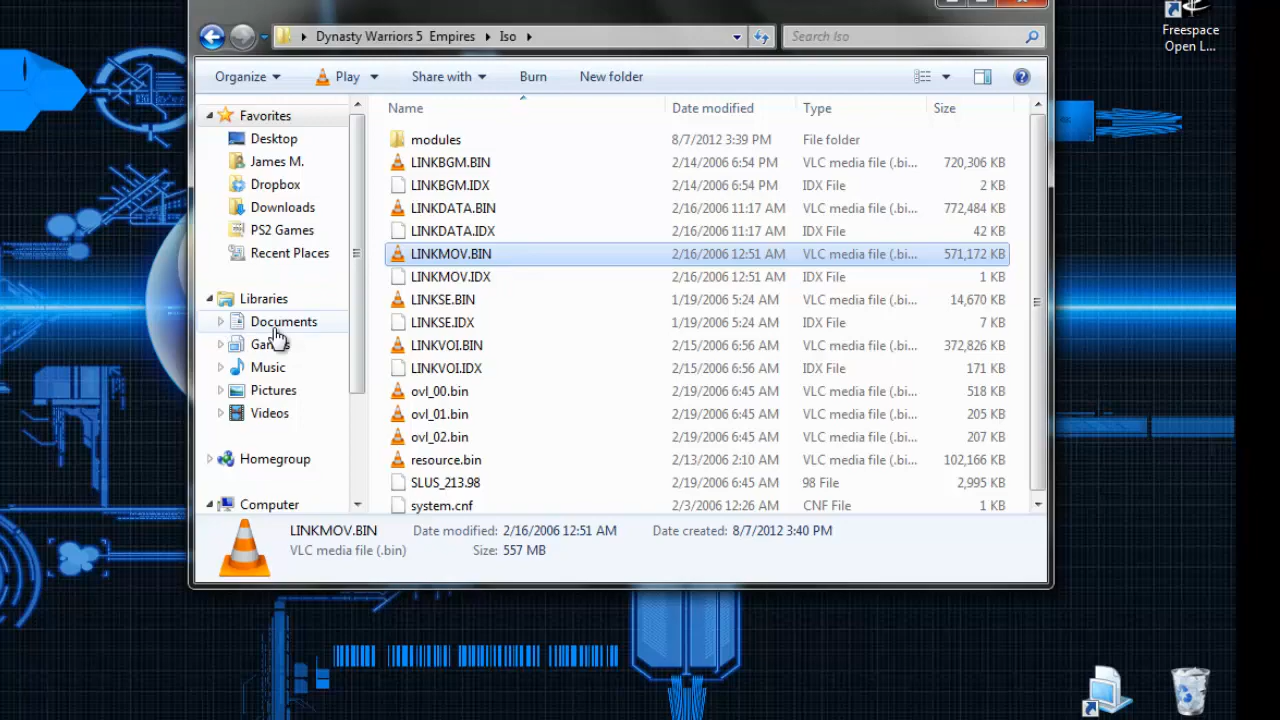 Freespace
Open L...
Dynasty Warriors 5 Empires Iso
Search Iso
Organize Play Share with Burn New folder
Name Date modified Type Size
Favorites
Desktop
James M.
Dropbox
Downloads
PS2 Games
Recent Places
Libraries
Documents
Games
Music
Pictures
Videos
Homegroup
Computer
modules 8/7/2012 3:39 PM File folder
LINKBGM.BIN 2/14/2006 6:54 PM VLC media file (.bi... 720,306 KB
LINKBGM.IDX 2/14/2006 6:54 PM IDX File 2 KB
LINKDATA.BIN 2/16/2006 11:17 AM VLC media file (.bi... 772,484 KB
LINKDATA.IDX 2/16/2006 11:17 AM IDX File 42 KB
LINKMOV.BIN 2/16/2006 12:51 AM VLC media file (.bi... 571,172 KB
LINKMOV.IDX 2/16/2006 12:51 AM IDX File 1 KB
LINKSE.BIN 1/19/2006 5:24 AM VLC media file (.bi... 14,670 KB
LINKSE.IDX 1/19/2006 5:24 AM IDX File 7 KB
LINKVOI.BIN 2/15/2006 6:56 AM VLC media file (.bi... 372,826 KB
LINKVOI.IDX 2/15/2006 6:56 AM IDX File 171 KB
ovl_00.bin 2/19/2006 6:45 AM VLC media file (.bi... 518 KB
ovl_01.bin 2/19/2006 6:45 AM VLC media file (.bi... 205 KB
ovl_02.bin 2/19/2006 6:45 AM VLC media file (.bi... 207 KB
resource.bin 2/13/2006 2:10 AM VLC media file (.bi... 102,166 KB
SLUS_213.98 2/19/2006 6:45 AM 98 File 2,995 KB
system.cnf 2/3/2006 12:26 AM CNF File 1 KB
LINKMOV.BIN Date modified: 2/16/2006 12:51 AM Date created: 8/7/2012 3:40 PM
VLC media file (.bin) Size: 557 MB